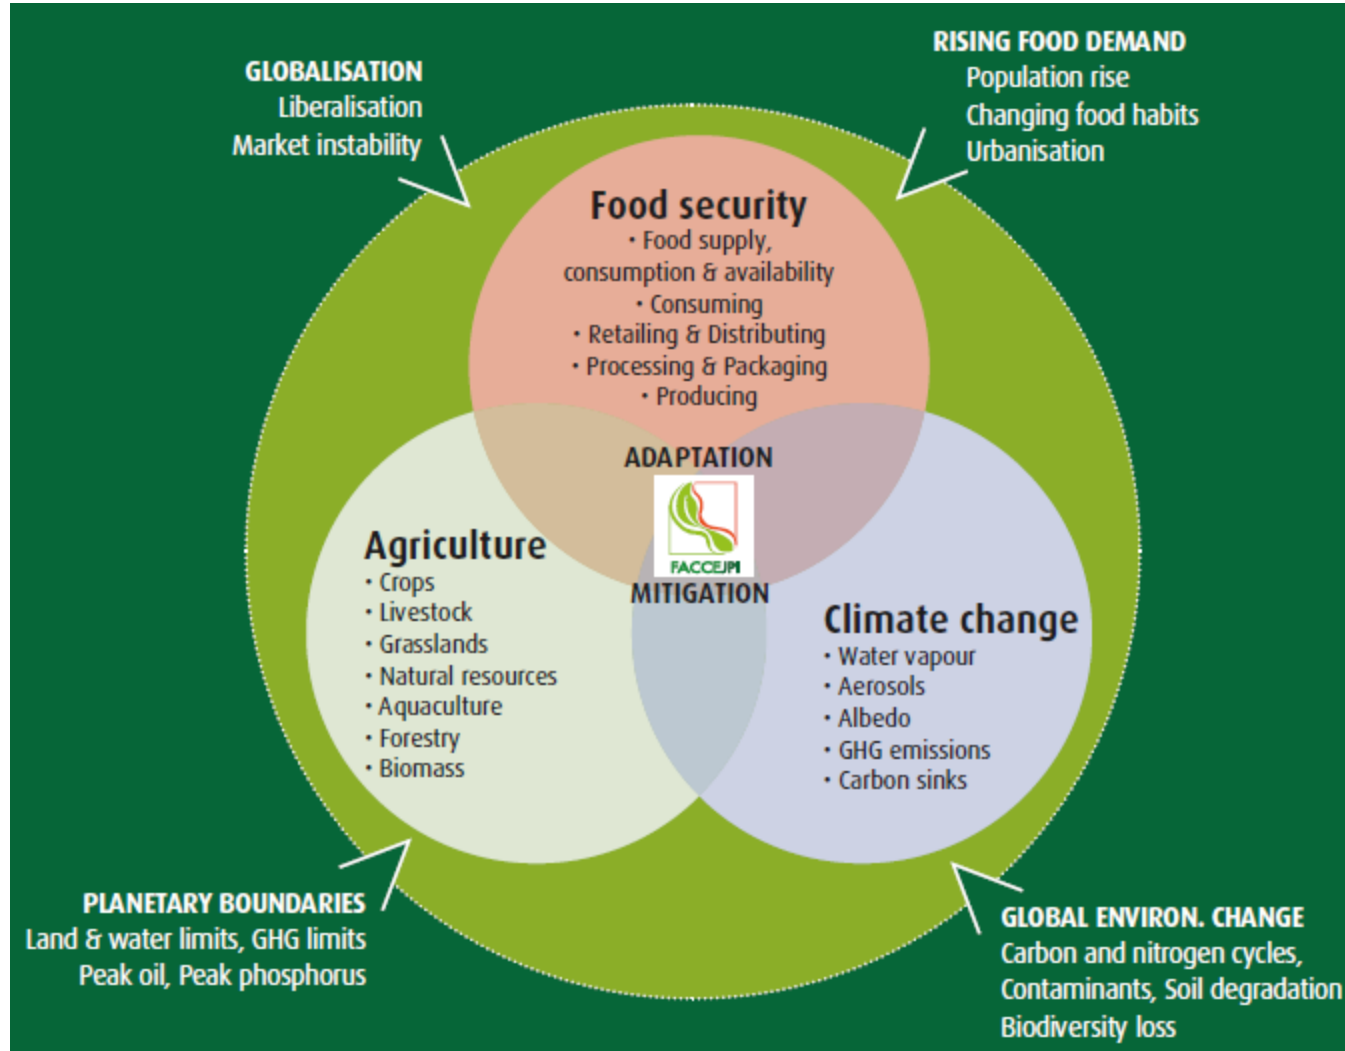 GLOBALISATION
Liberalisation
Market instability
RISING FOOD DEMAND
Population rise
Changing food habits
Urbanisation
Food security
• Food supply,
consumption & availability
• Consuming
• Retailing & Distributing
• Processing & Packaging
• Producing
ADAPTATION
FACCEJPI
MITIGATION
Agriculture
• Crops
• Livestock
• Grasslands
• Natural resources
• Aquaculture
• Forestry
• Biomass
Climate change
• Water vapour
• Aerosols
• Albedo
• GHG emissions
• Carbon sinks
PLANETARY BOUNDARIES
Land & water limits, GHG limits
Peak oil, Peak phosphorus
GLOBAL ENVIRON. CHANGE
Carbon and nitrogen cycles,
Contaminants, Soil degradation
Biodiversity loss